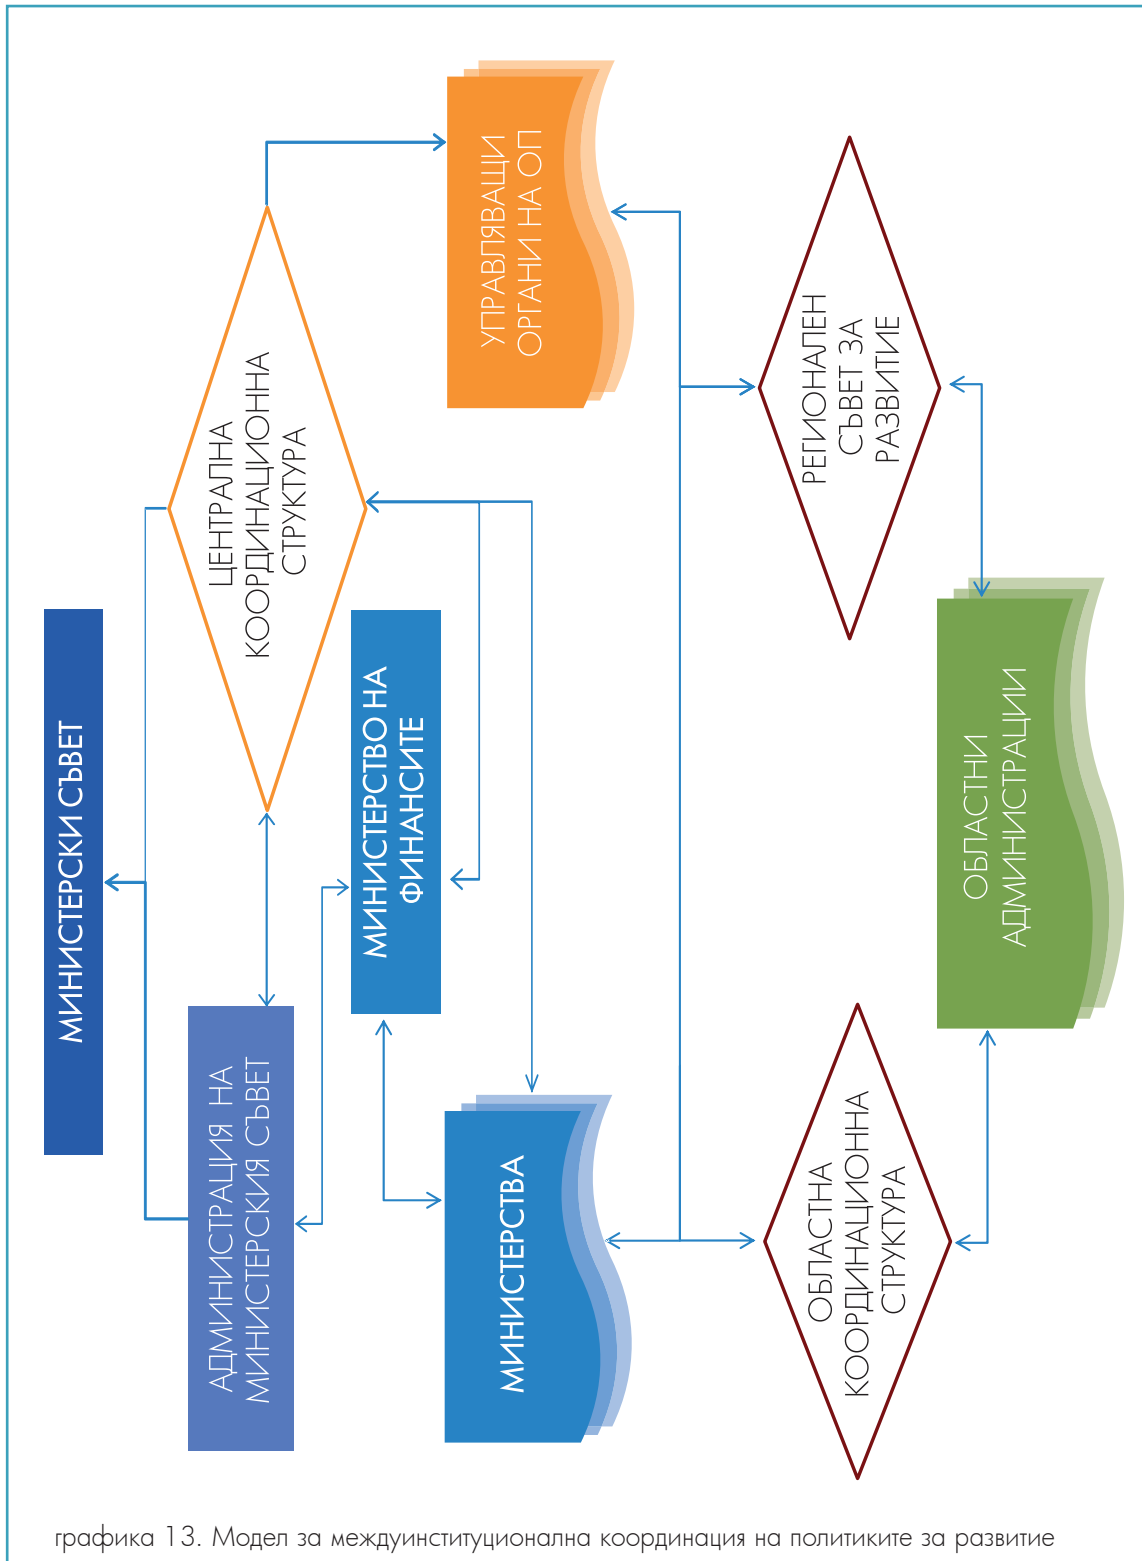 МИНИСТЕРСКИ СЪВЕТ
АДМИНИСТРАЦИЯ НА
МИНИСТЕРСКИЯ СЪВЕТ
ЦЕНТРАЛНА
КООРДИНАЦИОННА
СТРУКТУРА
МИНИСТЕРСТВО НА
ФИНАНСИТЕ
МИНИСТЕРСТВА
УПРАВЛЯВАЩИ
ОРГАНИ НА ОП
ОБЛАСТНА
КООРДИНАЦИОННА
СТРУКТУРА
РЕГИОНАЛЕН
СЪВЕТ ЗА
РАЗВИТИЕ
ОБЛАСТНИ
АДМИНИСТРАЦИИ
графика 13. Модел за междуинституционална координация на политиките за развитие